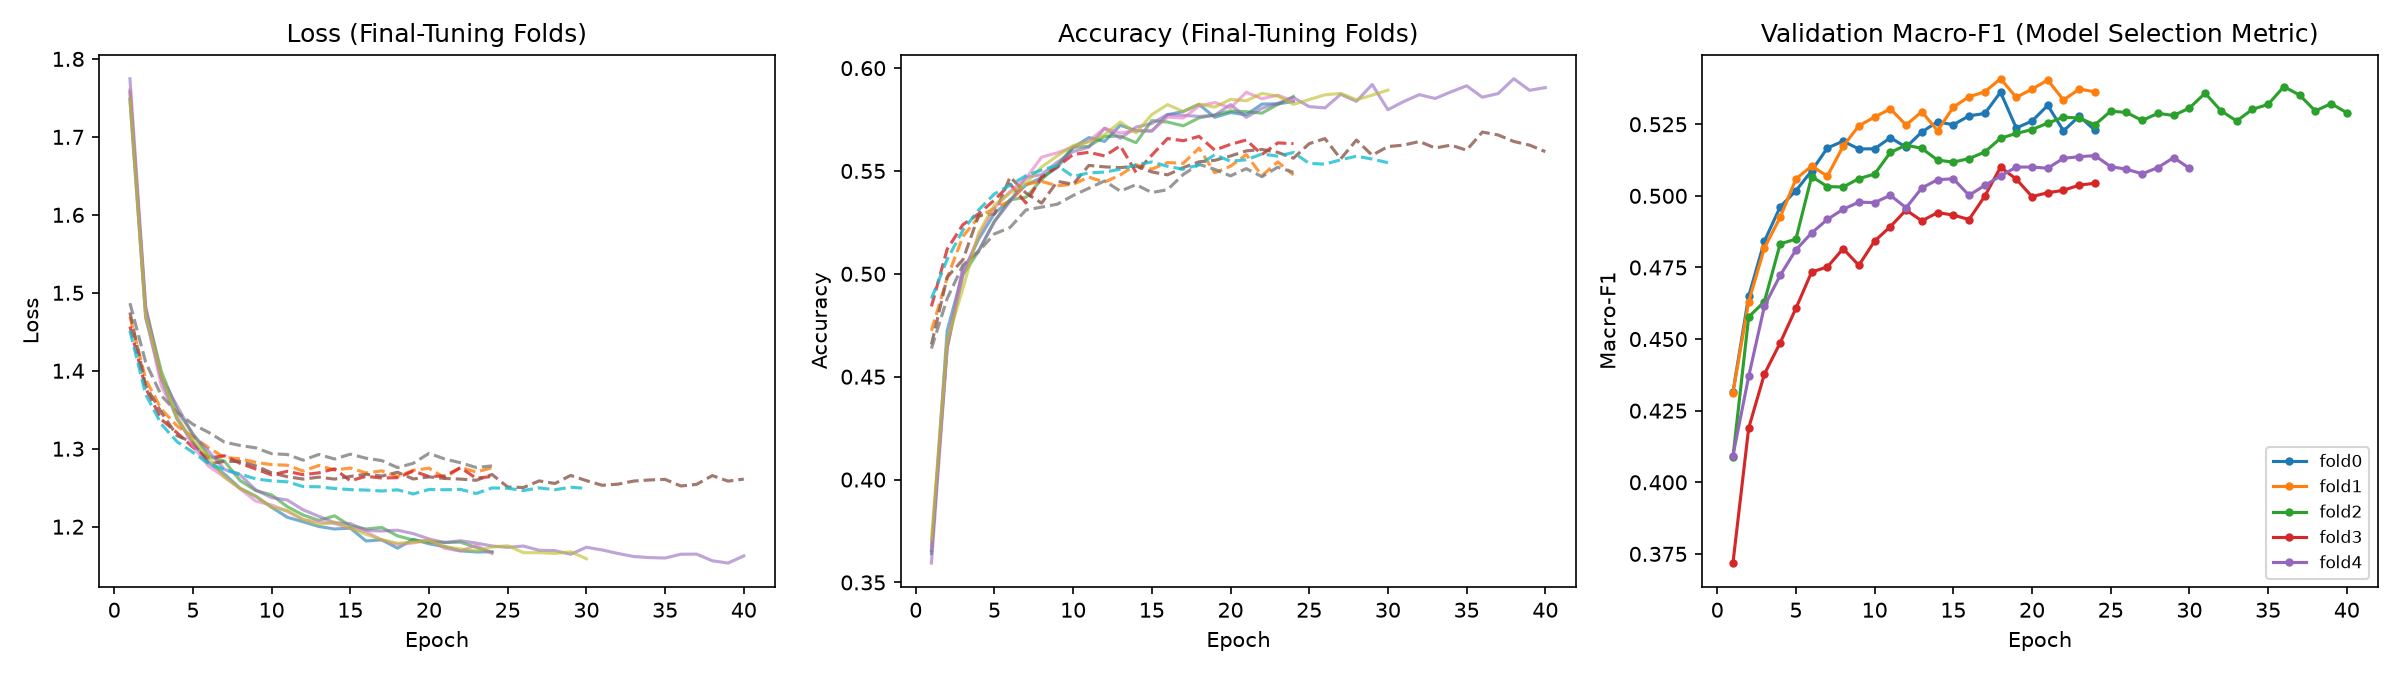 Loss (Final-Tuning Folds)
1.8
1.7
1.6
1.5
1.4
1.3
1.2
Loss
0 5 10 15 20 25 30 35 40
Epoch
Accuracy (Final-Tuning Folds)
0.60
0.55
0.50
0.45
0.40
0.35
Accuracy
0 5 10 15 20 25 30 35 40
Epoch
Validation Macro-F1 (Model Selection Metric)
0.525
0.500
0.475
0.450
0.425
0.400
0.375
Macro-F1
0 5 10 15 20 25 30 35 40
Epoch
fold0
fold1
fold2
fold3
fold4